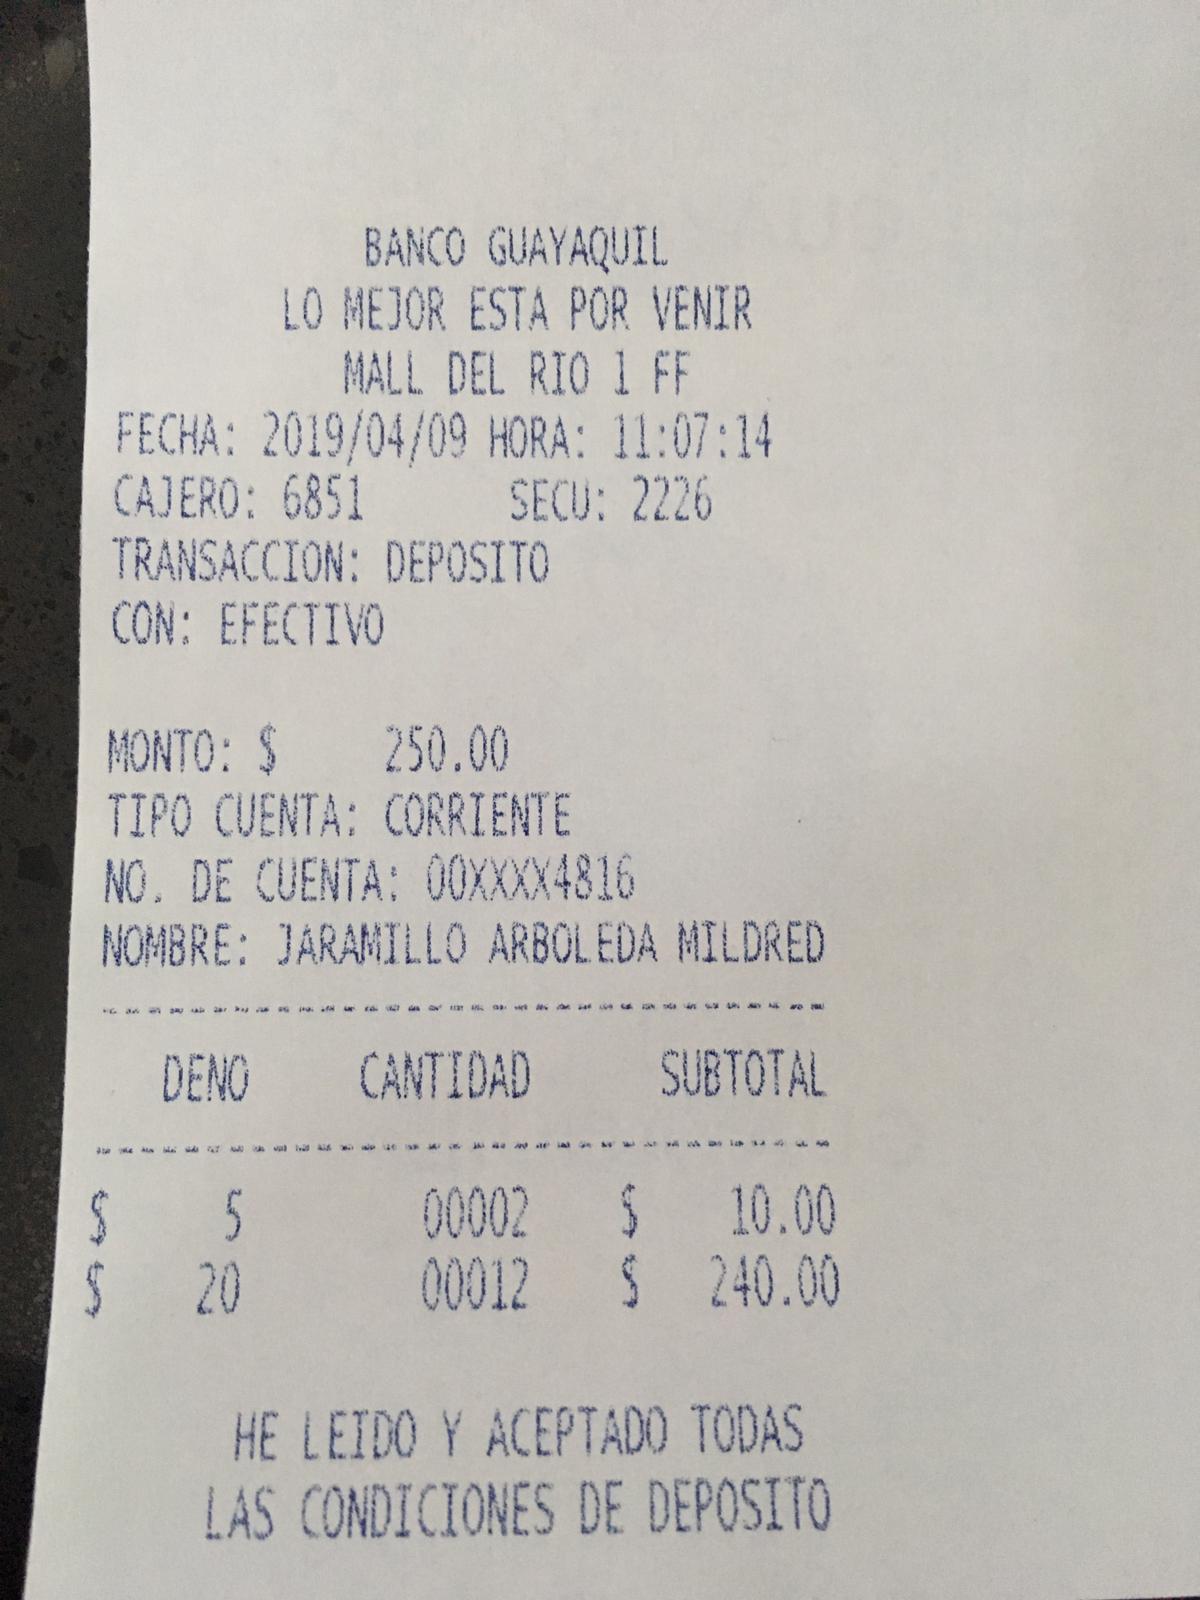 BANCO GUAYAQUIL
LO MEJOR ESTA POR VENIR
MALL DEL RIO 1 FF
FECHA: 2019/04/09 HORA: 11:07:14
CAJERO: 6851 SECU: 2226
TRANSACCION: DEPOSITO
CON: EFECTIVO
MONTO: $ 250.00
TIPO CUENTA: CORRIENTE
NO. DE CUENTA: 00XXXX4816
NOMBRE: JARAMILLO ARBOLEDA MILDRED
----------------------------------
DENO CANTIDAD SUBTOTAL
----------------------------------
$ 5 00002 $ 10.00
$ 20 00012 $ 240.00
HE LEIDO Y ACEPTADO TODAS
LAS CONDICIONES DE DEPOSITO